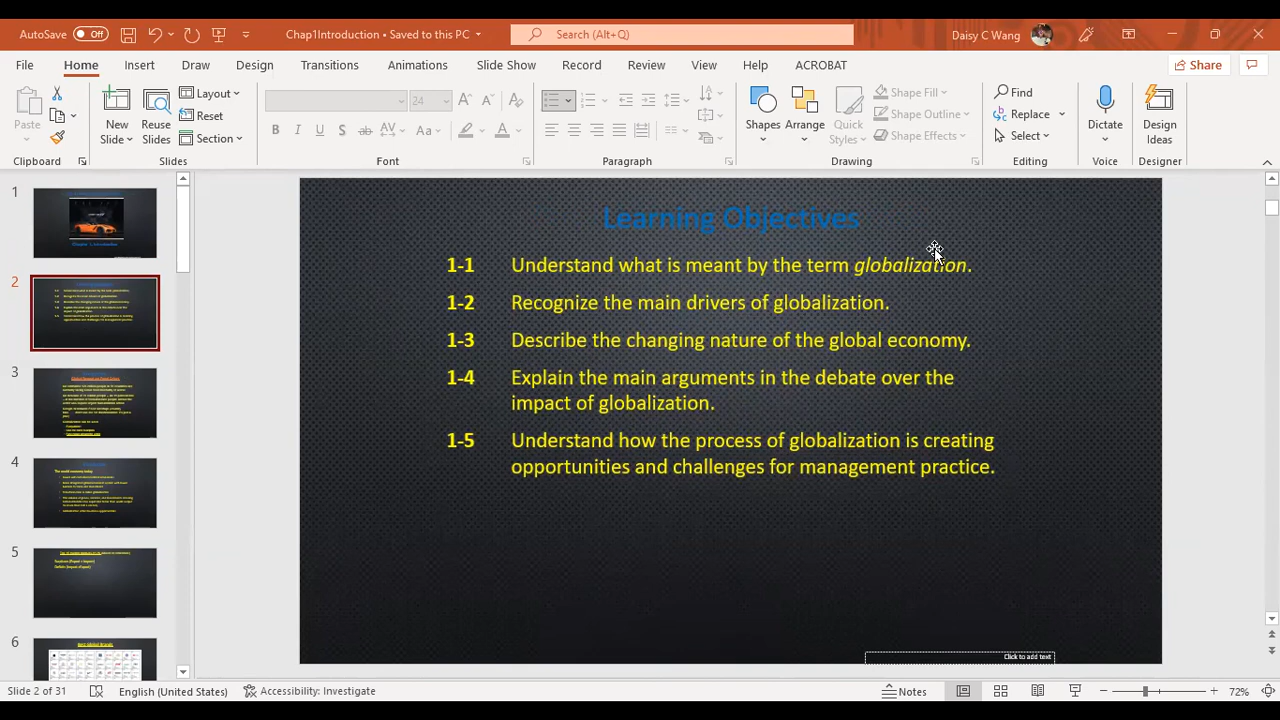 AutoSave Off Chap1Introduction • Saved to this PC Search (Alt+Q) Daisy C Wang
File Home Insert Draw Design Transitions Animations Slide Show Record Review View Help ACROBAT Share
Paste New Slide Reuse Slides Layout Reset Section
24
Shapes Arrange Quick Styles Shape Fill Shape Outline Shape Effects
Find Replace Select Dictate Design Ideas
Clipboard Slides Font Paragraph Drawing Editing Voice Designer
1
2
3
4
5
6
Learning Objectives
1-1 Understand what is meant by the term globalization.
1-2 Recognize the main drivers of globalization.
1-3 Describe the changing nature of the global economy.
1-4 Explain the main arguments in the debate over the
impact of globalization.
1-5 Understand how the process of globalization is creating
opportunities and challenges for management practice.
Click to add text
Slide 2 of 31 English (United States) Accessibility: Investigate Notes 72%